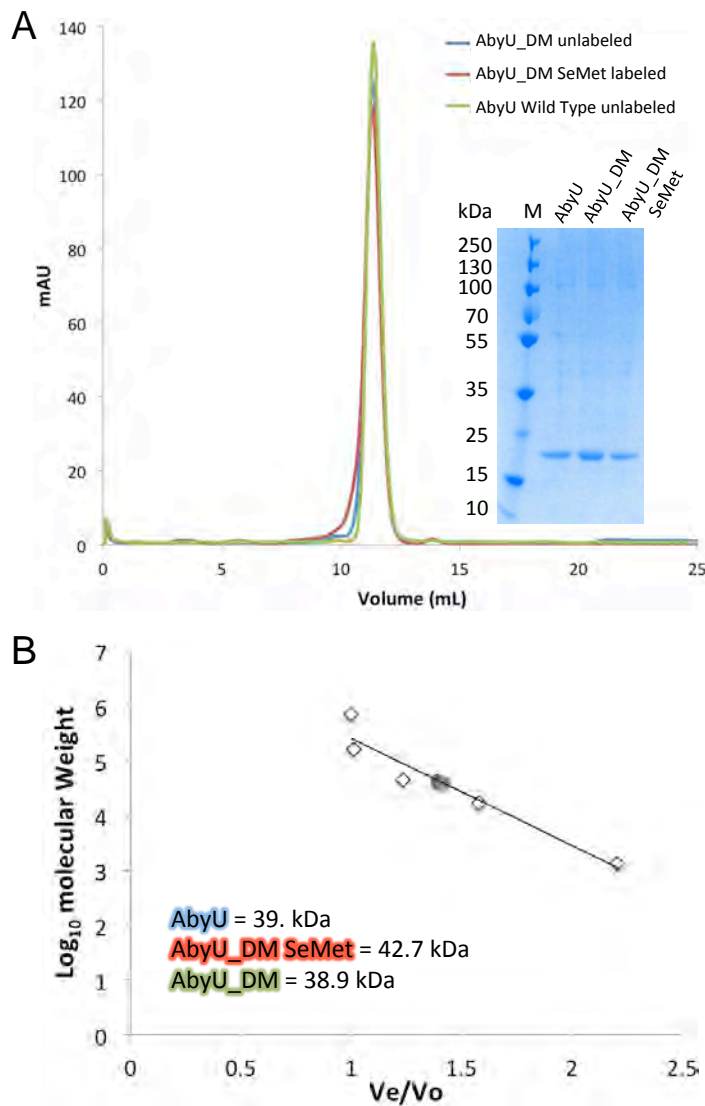 A
140
120
100
80
60
40
20
0
mAU
0 5 10 15 20 25
Volume (mL)
AbyU_DM unlabeled
AbyU_DM SeMet labeled
AbyU Wild Type unlabeled
kDa M AbyU AbyU_DM AbyU_DM SeMet
250
130
100
70
55
35
25
15
10
B
7
6
5
4
3
2
1
0
Log10 molecular Weight
AbyU = 39. kDa
AbyU_DM SeMet = 42.7 kDa
AbyU_DM = 38.9 kDa
0 0.5 1 1.5 2 2.5
Ve/Vo